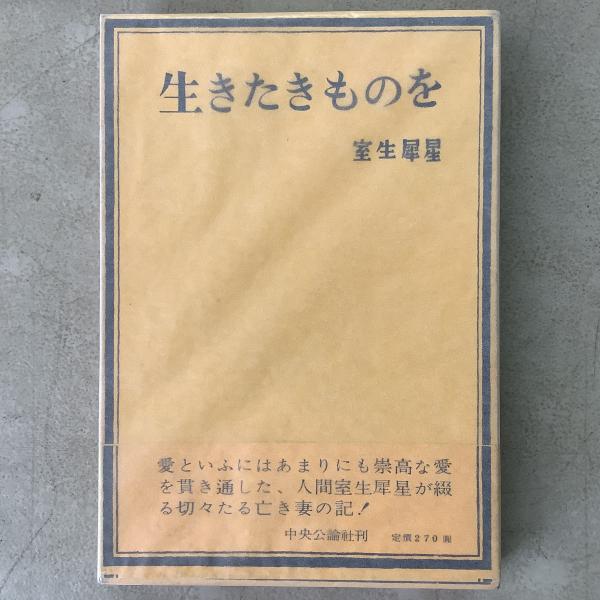 生きたきものを
室生犀星
愛といふにはあまりにも崇高な愛
を貫き通した、人間室生犀星が綴
る切々たる亡き妻の記！
中央公論社刊 定價270圓